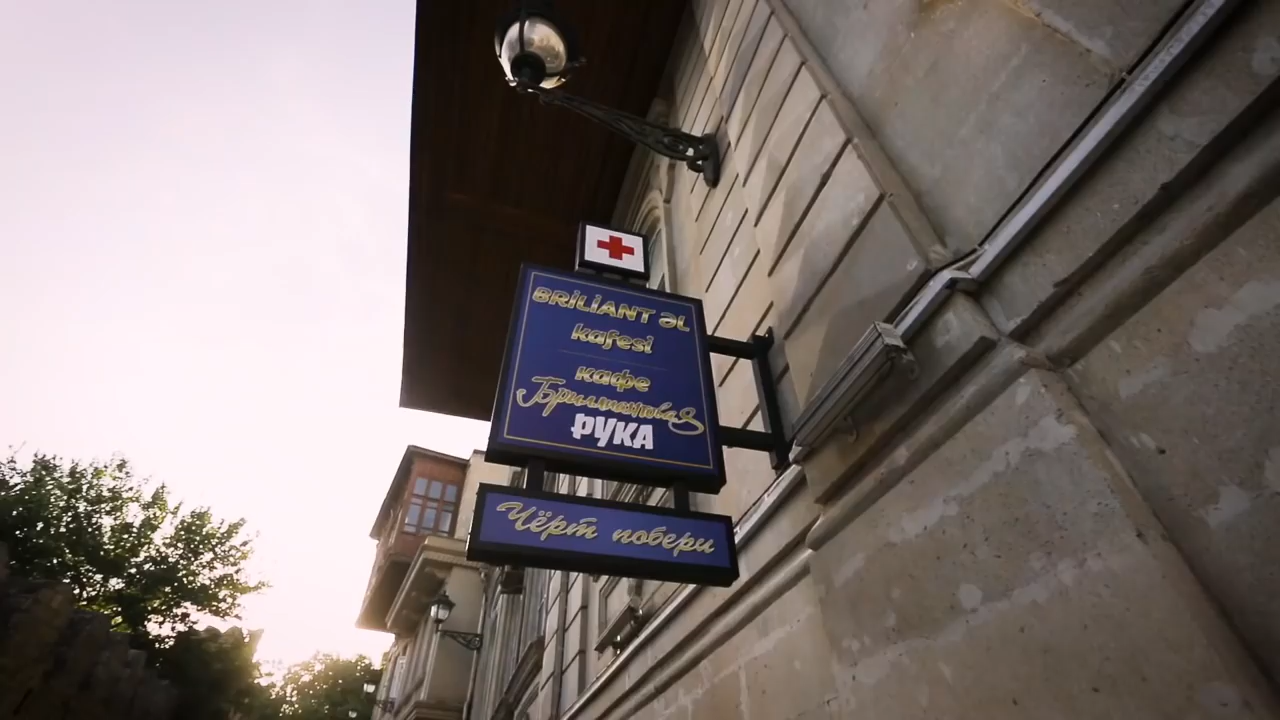 BRİLİANT ƏL
kafesi
кафе
Бриллиантовая
РУКА
Чёрт побери